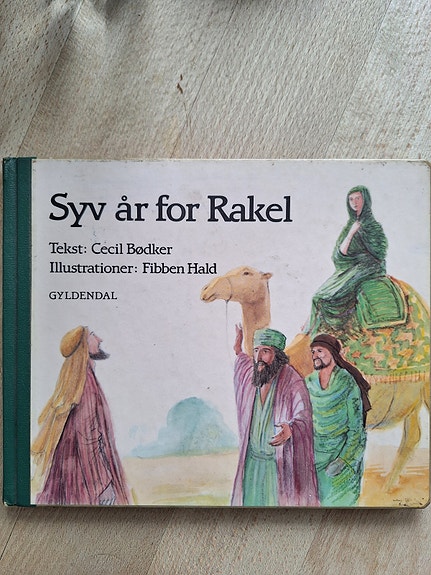 Syv år for Rakel
Tekst: Cecil Bødker
Illustrationer: Fibben Hald
GYLDENDAL